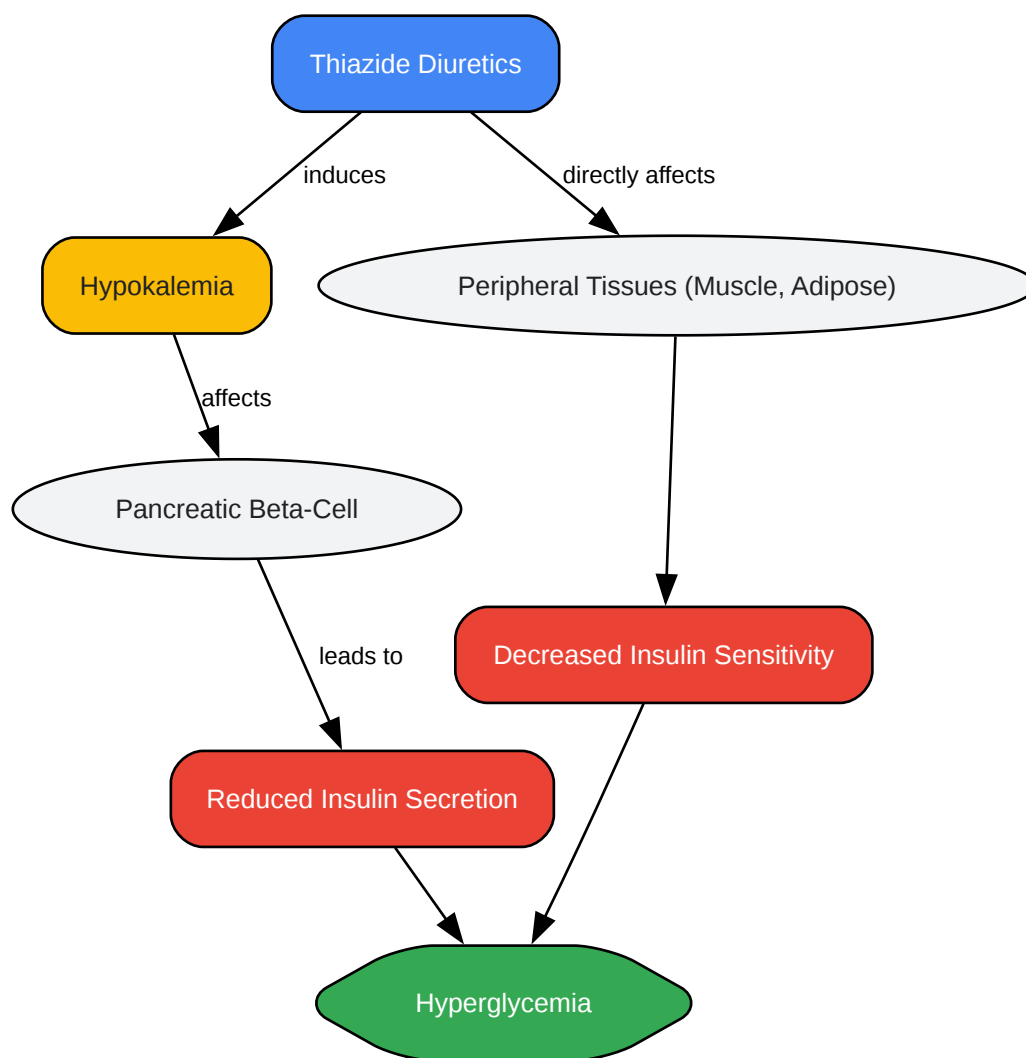 Thiazide Diuretics
induces
directly affects
Hypokalemia
Peripheral Tissues (Muscle, Adipose)
affects
Pancreatic Beta-Cell
leads to
Decreased Insulin Sensitivity
Reduced Insulin Secretion
Hyperglycemia